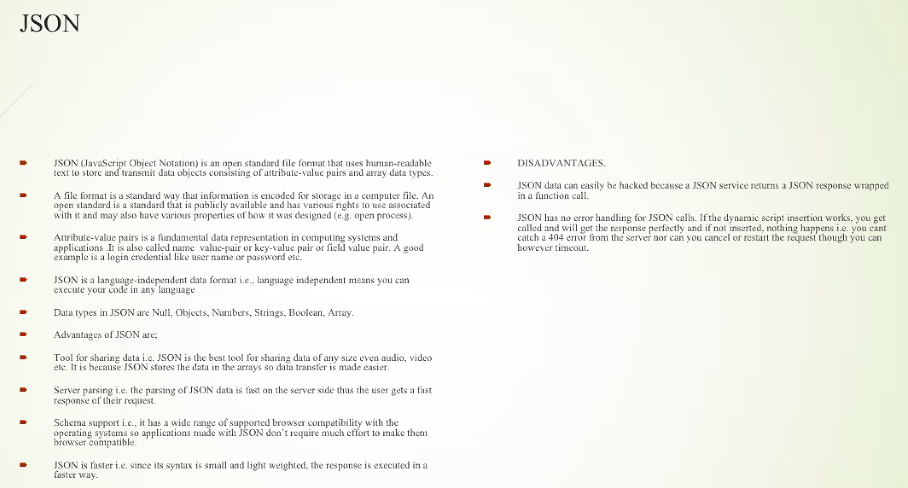 JSON
JSON (JavaScript Object Notation) is an open standard file format that uses human-readable
text to store and transmit data objects consisting of attribute-value pairs and array data types.
A file format is a standard way that information is encoded for storage in a computer file. An
open standard is a standard that is publicly available and has various rights to use associated
with it and may also have various properties of how it was designed (e.g. open process).
Attribute-value pairs is a fundamental data representation in computing systems and
applications .It is also called name value-pair or key-value pair or field value pair. A good
example is a login credential like user name or password etc.
JSON is a language-independent data format i.e., language independent means you can
execute your code in any language
Data types in JSON are Null, Objects, Numbers, Strings, Boolean, Array.
Advantages of JSON are;
Tool for sharing data i.e. JSON is the best tool for sharing data of any size even audio, video
etc. It is because JSON stores the data in the arrays so data transfer is made easier.
Server parsing i.e. the parsing of JSON data is fast on the server side thus the user gets a fast
response of their request.
Schema support i.e., it has a wide range of supported browser compatibility with the
operating systems so applications made with JSON don't require much effort to make them
browser compatible.
JSON is faster i.e. since its syntax is small and light weighted, the response is executed in a
faster way.
DISADVANTAGES.
JSON data can easily be hacked because a JSON service returns a JSON response wrapped
in a function call.
JSON has no error handling for JSON calls. If the dynamic script insertion works, you get
called and will get the response perfectly and if not inserted, nothing happens i.e. you cant
catch a 404 error from the server nor can you cancel or restart the request though you can
however timeout.